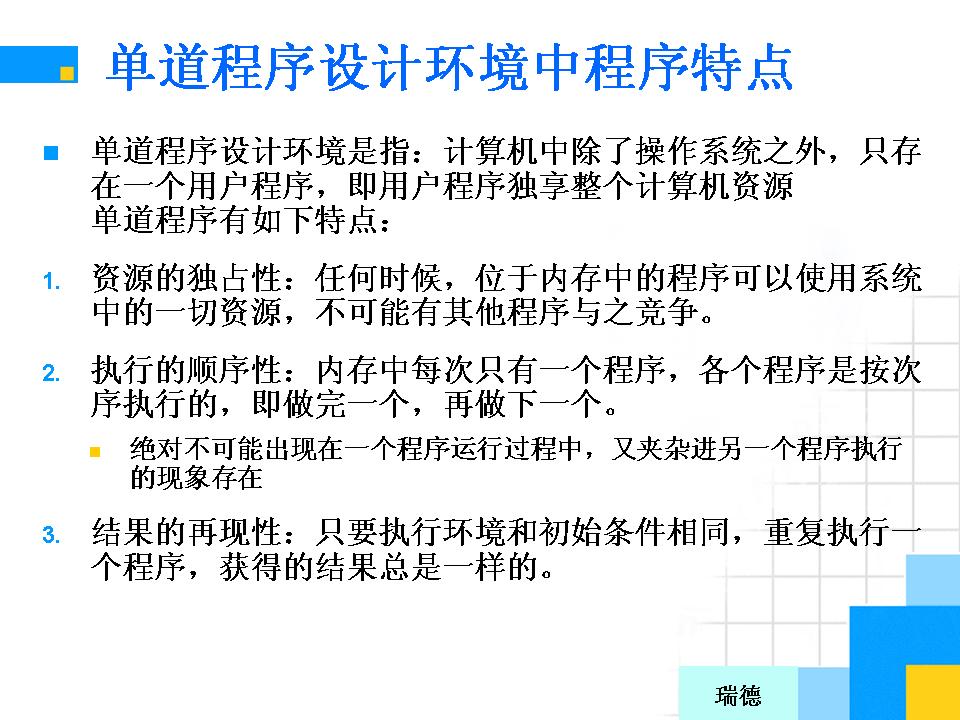 单道程序设计环境中程序特点
单道程序设计环境是指：计算机中除了操作系统之外，只存
在一个用户程序，即用户程序独享整个计算机资源
单道程序有如下特点：
1. 资源的独占性：任何时候，位于内存中的程序可以使用系统
中的一切资源，不可能有其他程序与之竞争。
2. 执行的顺序性：内存中每次只有一个程序，各个程序是按次
序执行的，即做完一个，再做下一个。
绝对不可能出现在一个程序运行过程中，又夹杂进另一个程序执行
的现象存在
3. 结果的再现性：只要执行环境和初始条件相同，重复执行一
个程序，获得的结果总是一样的。
瑞德